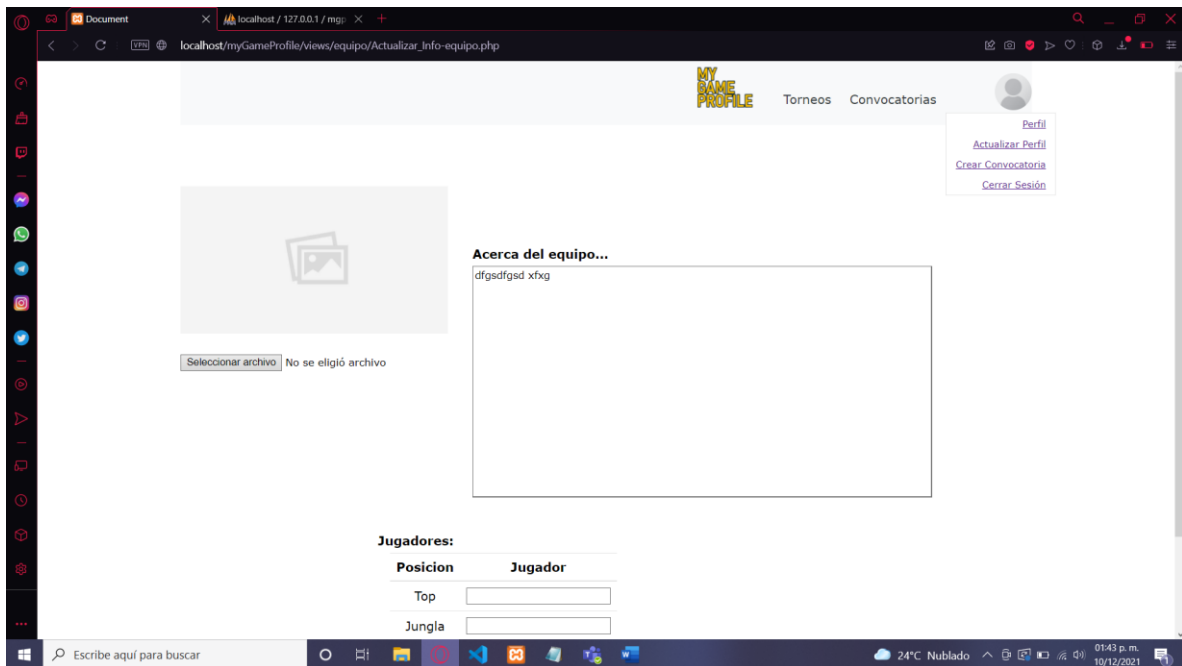 Document
localhost / 127.0.0.1 / mgp
VPN
localhost/myGameProfile/views/equipo/Actualizar_Info-equipo.php
MY
GAME
PROFILE
Torneos
Convocatorias
Perfil
Actualizar Perfil
Crear Convocatoria
Cerrar Sesión
Acerca del equipo...
dfgsdfgsd xfxg
Seleccionar archivo No se eligió archivo
Jugadores:
Posicion Jugador
Top
Jungla
Escribe aquí para buscar
24°C Nublado
01:43 p. m.
10/12/2021